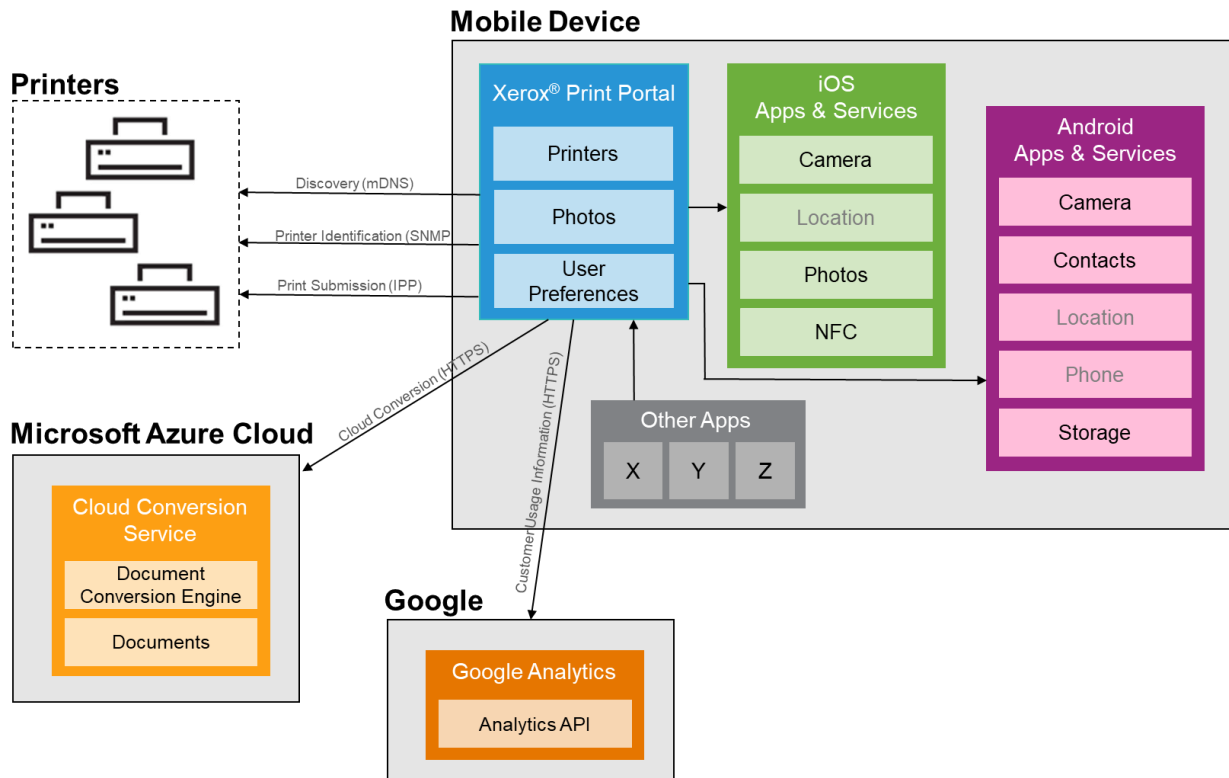 Mobile Device
Printers
Xerox® Print Portal
Printers
Photos
User
Preferences
iOS
Apps & Services
Camera
Location
Photos
NFC
Android
Apps & Services
Camera
Contacts
Location
Phone
Storage
Discovery (mDNS)
Printer Identification (SNMP
Print Submission (IPP)
Cloud Conversion (HTTPS)
Customer Usage Information (HTTPS)
Other Apps
X Y Z
Microsoft Azure Cloud
Cloud Conversion
Service
Document
Conversion Engine
Documents
Google
Google Analytics
Analytics API